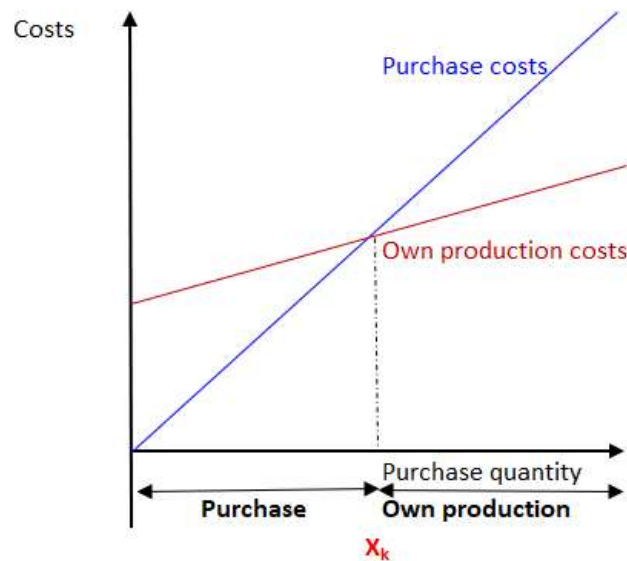 Costs
Purchase costs
Own production costs
Purchase quantity
Purchase
Own production
Xk